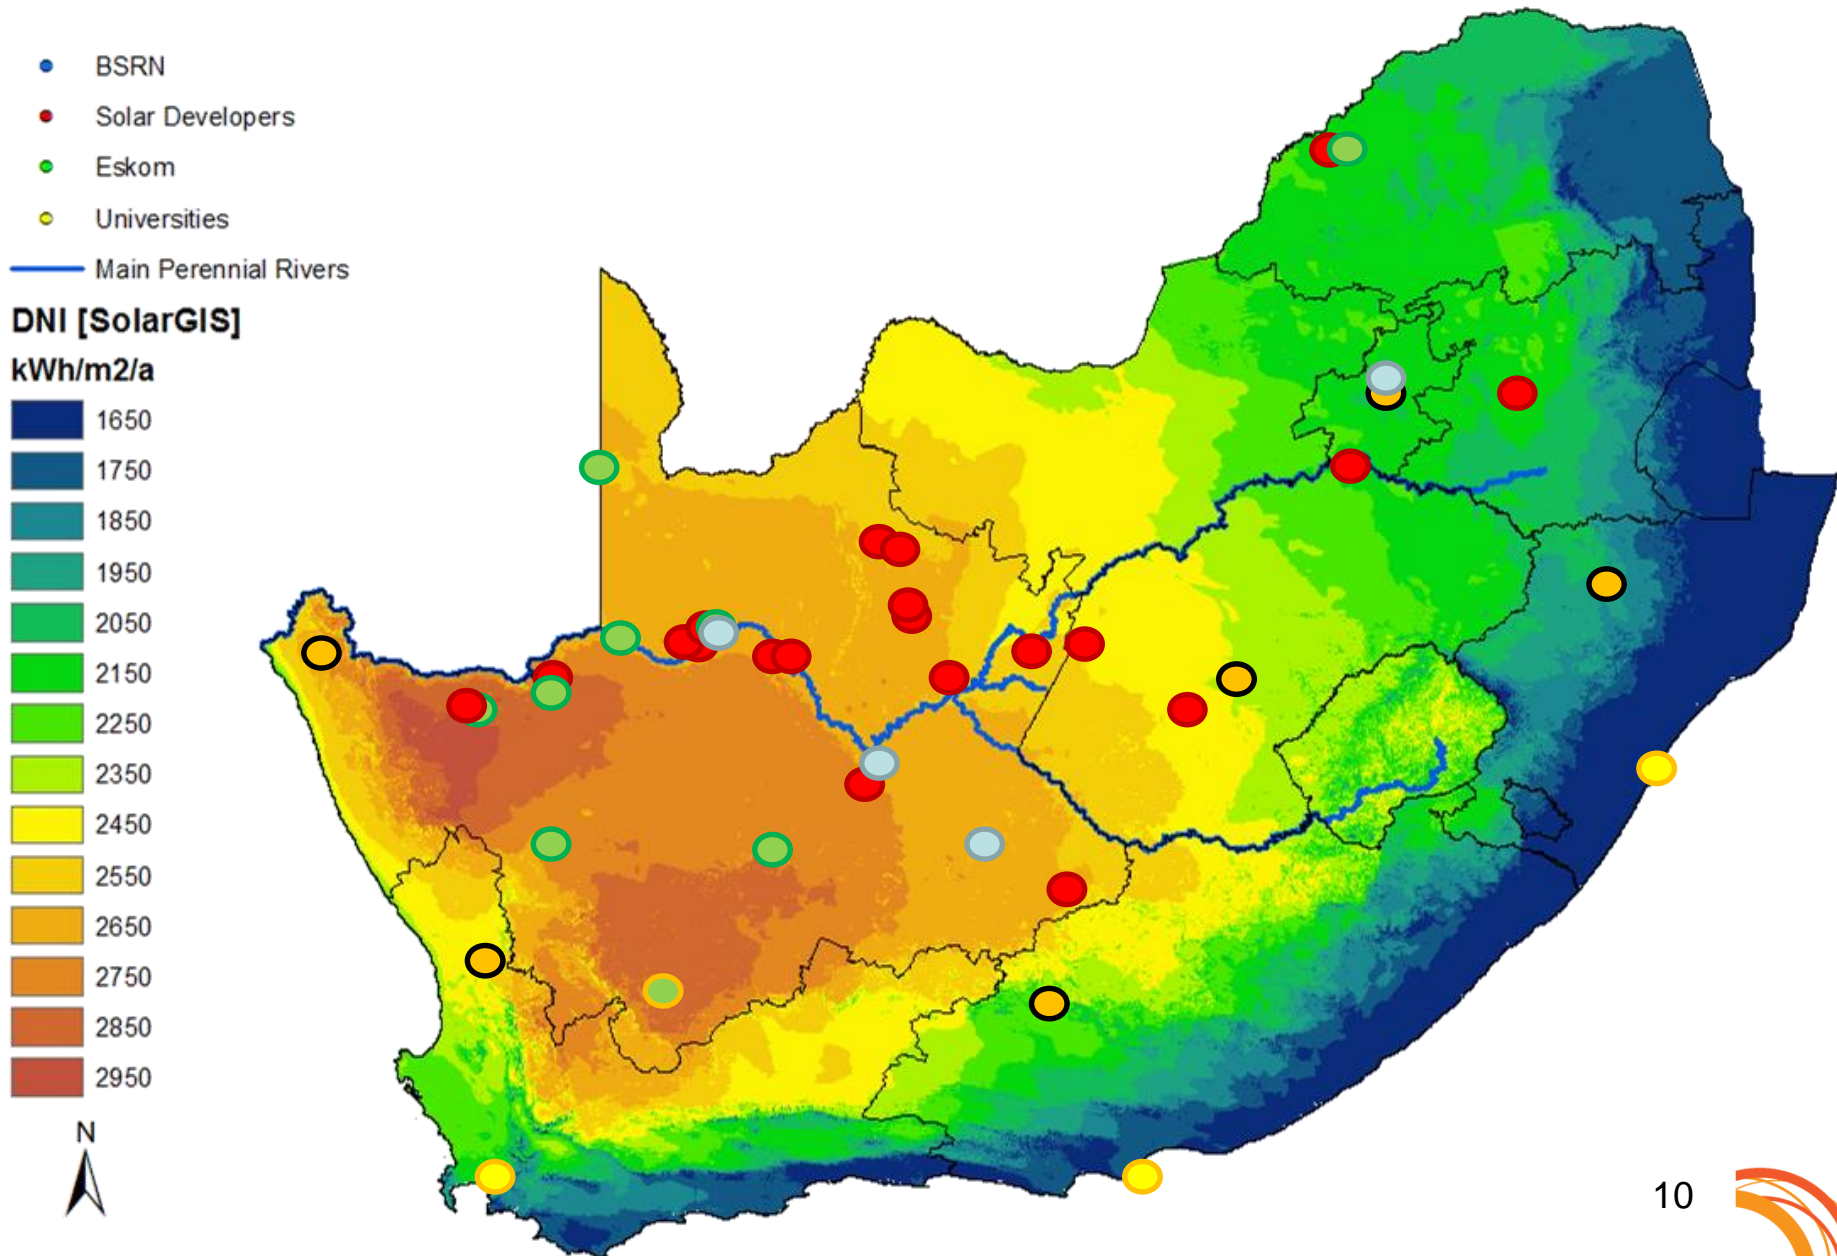 BSRN
Solar Developers
Eskom
Universities
Main Perennial Rivers
DNI [SolarGIS]
kWh/m2/a
1650
1750
1850
1950
2050
2150
2250
2350
2450
2550
2650
2750
2850
2950
N
10